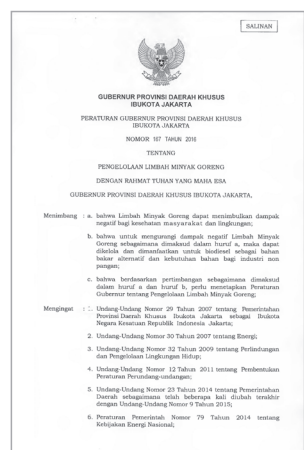 SALINAN
GUBERNUR PROVINSI DAERAH KHUSUS
IBUKOTA JAKARTA
PERATURAN GUBERNUR PROVINSI DAERAH KHUSUS
IBUKOTA JAKARTA
NOMOR 167 TAHUN 2016
TENTANG
PENGELOLAAN LIMBAH MINYAK GORENG
DENGAN RAHMAT TUHAN YANG MAHA ESA
GUBERNUR PROVINSI DAERAH KHUSUS IBUKOTA JAKARTA,
Menimbang : a. bahwa Limbah Minyak Goreng dapat menimbulkan dampak
negatif bagi kesehatan masyarakat dan lingkungan;
b. bahwa untuk mengurangi dampak negatif Limbah Minyak
Goreng sebagaimana dimaksud dalam huruf a, maka dapat
dikelola dan dimanfaatkan untuk biodiesel sebagai bahan
bakar alternatif dan kebutuhan bahan bagi industri non
pangan;
c. bahwa berdasarkan pertimbangan sebagaimana dimaksud
dalam huruf a dan huruf b, perlu menetapkan Peraturan
Gubernur tentang Pengelolaan Limbah Minyak Goreng;
Mengingat : 1. Undang-Undang Nomor 29 Tahun 2007 tentang Pemerintahan
Provinsi Daerah Khusus Ibukota Jakarta sebagai Ibukota
Negara Kesatuan Republik Indonesia Jakarta;
2. Undang-Undang Nomor 30 Tahun 2007 tentang Energi;
3. Undang-Undang Nomor 32 Tahun 2009 tentang Perlindungan
dan Pengelolaan Lingkungan Hidup;
4. Undang-Undang Nomor 12 Tahun 2011 tentang Pembentukan
Peraturan Perundang-undangan;
5. Undang-Undang Nomor 23 Tahun 2014 tentang Pemerintahan
Daerah sebagaimana telah beberapa kali diubah terakhir
dengan Undang-Undang Nomor 9 Tahun 2015;
6. Peraturan Pemerintah Nomor 79 Tahun 2014 tentang
Kebijakan Energi Nasional;